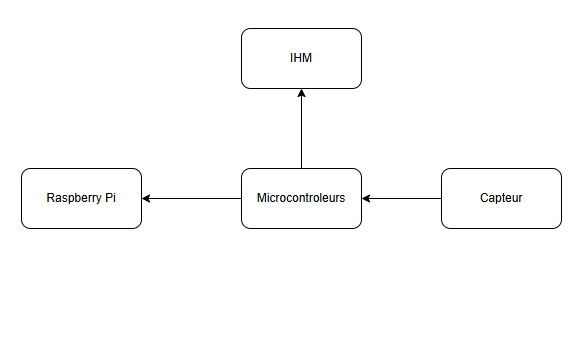 IHM
Raspberry Pi
Microcontroleurs
Capteur